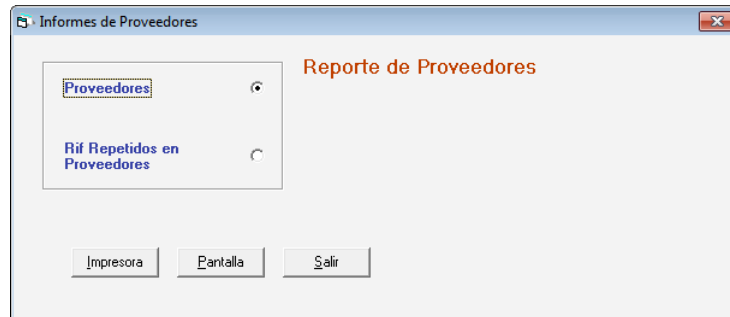 Informes de Proveedores
Reporte de Proveedores
Proveedores
Rif Repetidos en
Proveedores
Impresora
Pantalla
Salir